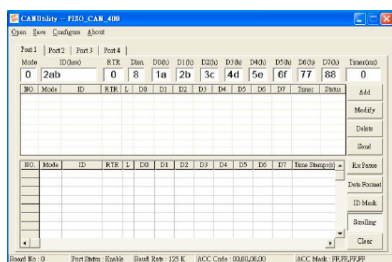 CANUtility -- PISO_CAN_400
Open Save Configure About
Port 1 Port 2 Port 3 Port 4
Mode ID(hex) RTR Dlen D0(h) D1(h) D2(h) D3(h) D4(h) D5(h) D6(h) D7(h) Timer(ms)
0 2ab 0 8 1a 2b 3c 4d 5e 6f 77 88 0
NO. Mode ID RTR L D0 D1 D2 D3 D4 D5 D6 D7 Timer Status
Add
Modify
Delete
Send
NO. Mode ID RTR L D0 D1 D2 D3 D4 D5 D6 D7 Time Stamp(s)
Rx Pause
Data Format
ID Mask
Scrolling
Clear
Board No : 0 Port Status : Enable Baud Rate : 125 K ACC Code : 00,00,00,00 ACC Mask : FF,FF,FF,FF